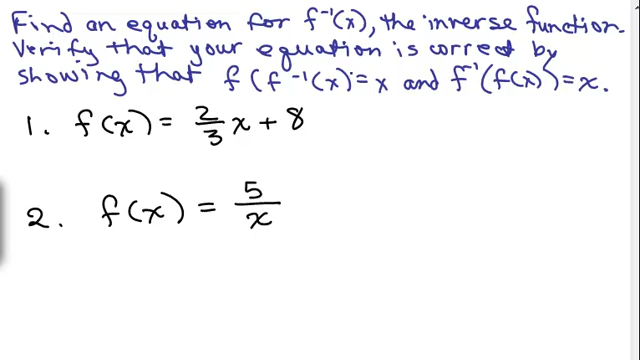 Find an equation for f⁻¹(x), the inverse function.
Verify that your equation is correct by
showing that f(f⁻¹(x)=x and f⁻¹(f(x))=x.
1. f(x) = 2/3 x + 8
2. f(x) = 5/x